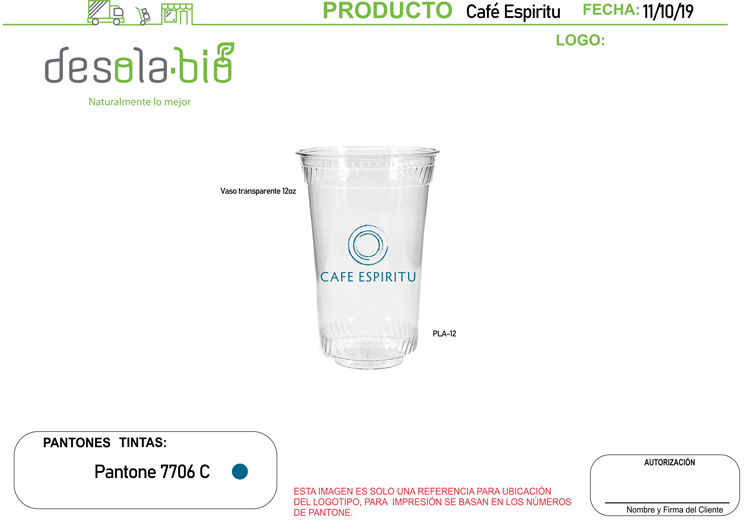 PRODUCTO Café Espiritu FECHA: 11/10/19
LOGO:
desola·bio
Naturalmente lo mejor
Vaso transparente 12oz
CAFE ESPIRITU
PLA-12
PANTONES TINTAS:
Pantone 7706 C
ESTA IMAGEN ES SOLO UNA REFERENCIA PARA UBICACIÓN
DEL LOGOTIPO, PARA IMPRESIÓN SE BASAN EN LOS NÚMEROS
DE PANTONE.
AUTORIZACIÓN
Nombre y Firma del Cliente